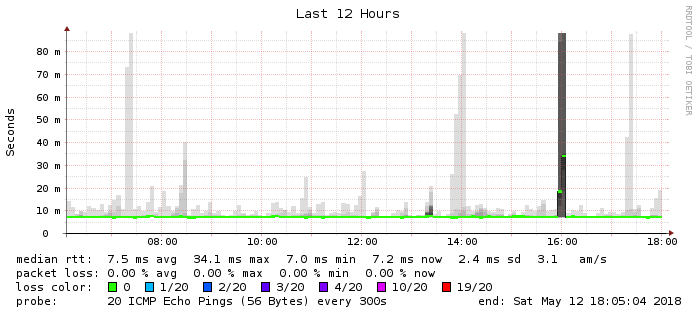 Last 12 Hours
RRDTOOL / TOBI OETIKER
Seconds
80 m
70 m
60 m
50 m
40 m
30 m
20 m
10 m
0
08:00 10:00 12:00 14:00 16:00 18:00
median rtt: 7.5 ms avg 34.1 ms max 7.0 ms min 7.2 ms now 2.4 ms sd 3.1 am/s
packet loss: 0.00 % avg 0.00 % max 0.00 % min 0.00 % now
loss color: 0 1/20 2/20 3/20 4/20 10/20 19/20
probe: 20 ICMP Echo Pings (56 Bytes) every 300s end: Sat May 12 18:05:04 2018